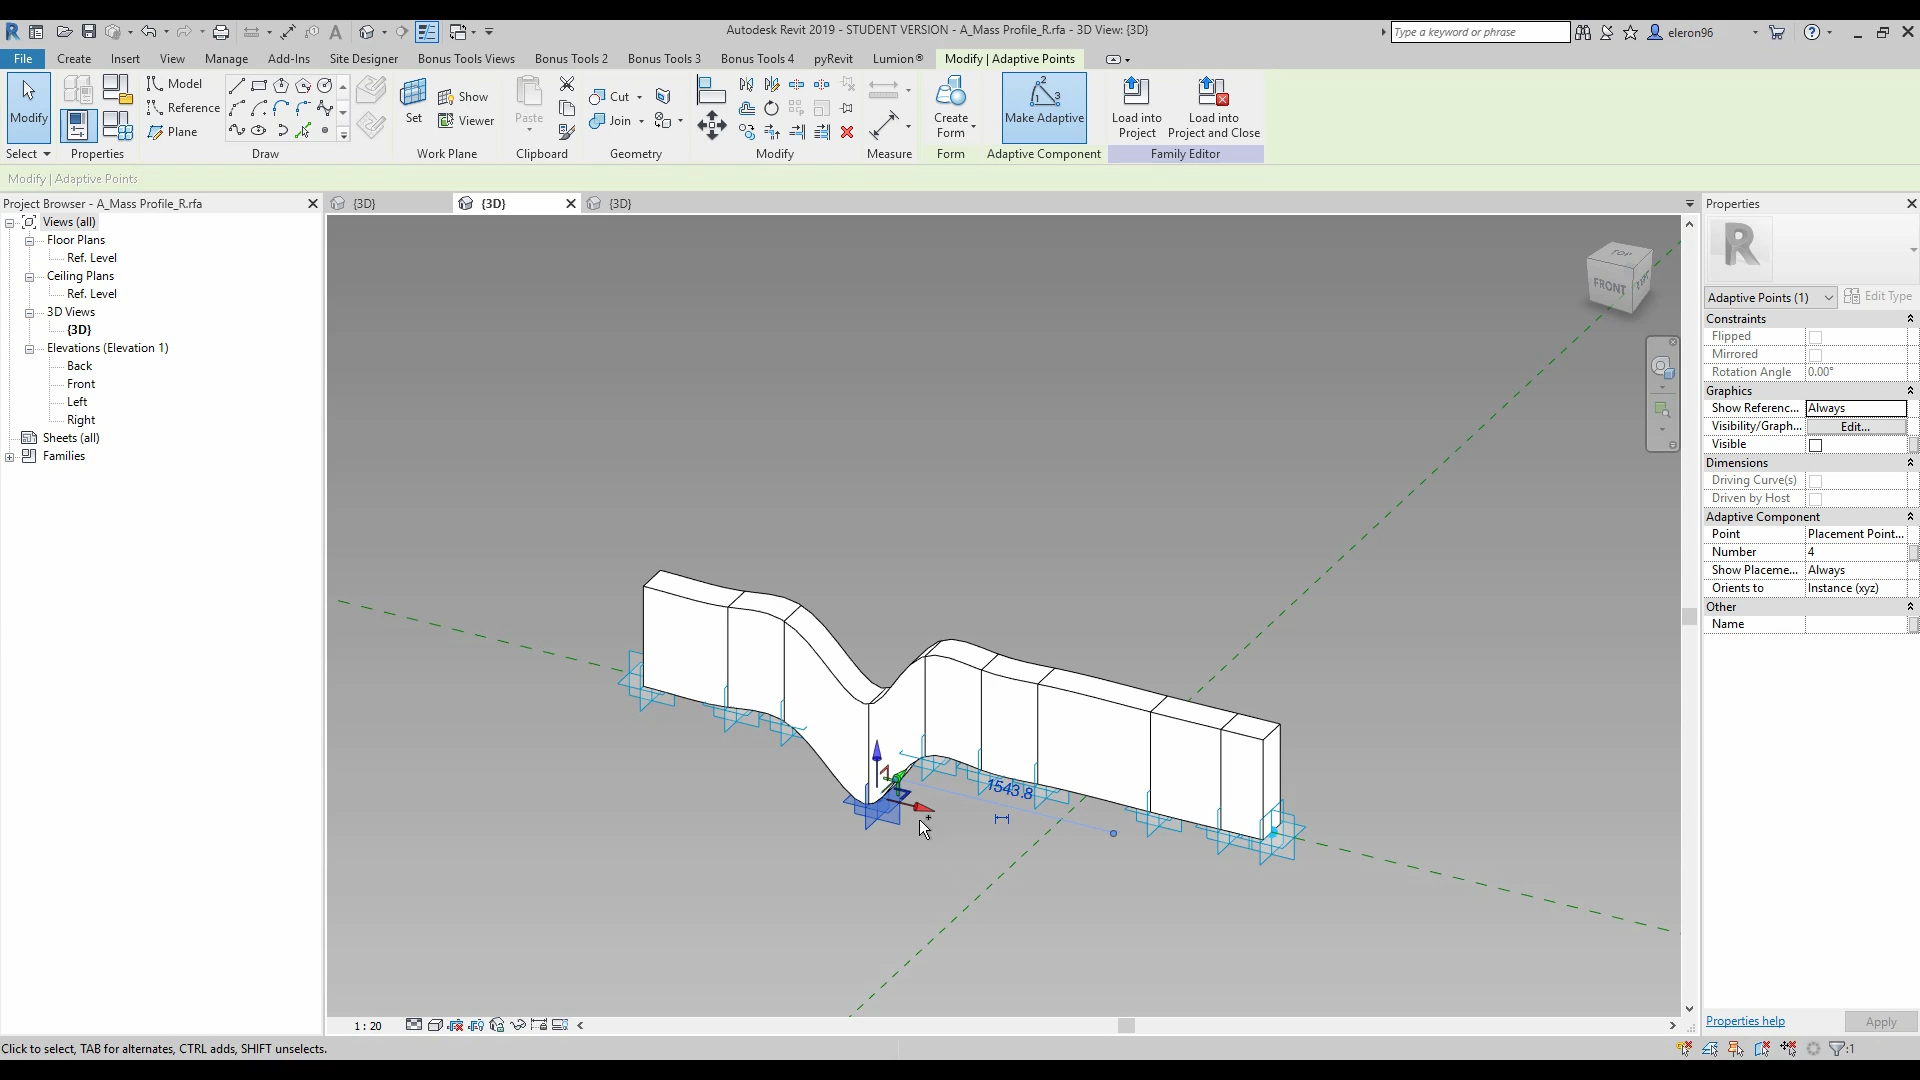 Autodesk Revit 2019 - STUDENT VERSION - A_Mass Profile_R.rfa - 3D View: {3D}
Type a keyword or phrase
eleron96
File Create Insert View Manage Add-Ins Site Designer Bonus Tools Views Bonus Tools 2 Bonus Tools 3 Bonus Tools 4 pyRevit Lumion® Modify | Adaptive Points
Modify
Select
Properties
Model
Reference
Plane
Draw
Set
Show
Viewer
Work Plane
Paste
Clipboard
Cut
Join
Geometry
Modify
Measure
Create Form
Form
Make Adaptive
Adaptive Component
Load into Project
Load into Project and Close
Family Editor
Modify | Adaptive Points
Project Browser - A_Mass Profile_R.rfa
Views (all)
Floor Plans
Ref. Level
Ceiling Plans
Ref. Level
3D Views
{3D}
Elevations (Elevation 1)
Back
Front
Left
Right
Sheets (all)
Families
{3D} {3D} {3D}
TOP
FRONT
1543.8
1 : 20
Properties
Adaptive Points (1) Edit Type
Constraints
Flipped
Mirrored
Rotation Angle 0.00°
Graphics
Show Referenc... Always
Visibility/Graph... Edit...
Visible
Dimensions
Driving Curve(s)
Driven by Host
Adaptive Component
Point Placement Point...
Number 4
Show Placeme... Always
Orients to Instance (xyz)
Other
Name
Properties help Apply
Click to select, TAB for alternates, CTRL adds, SHIFT unselects.
:1